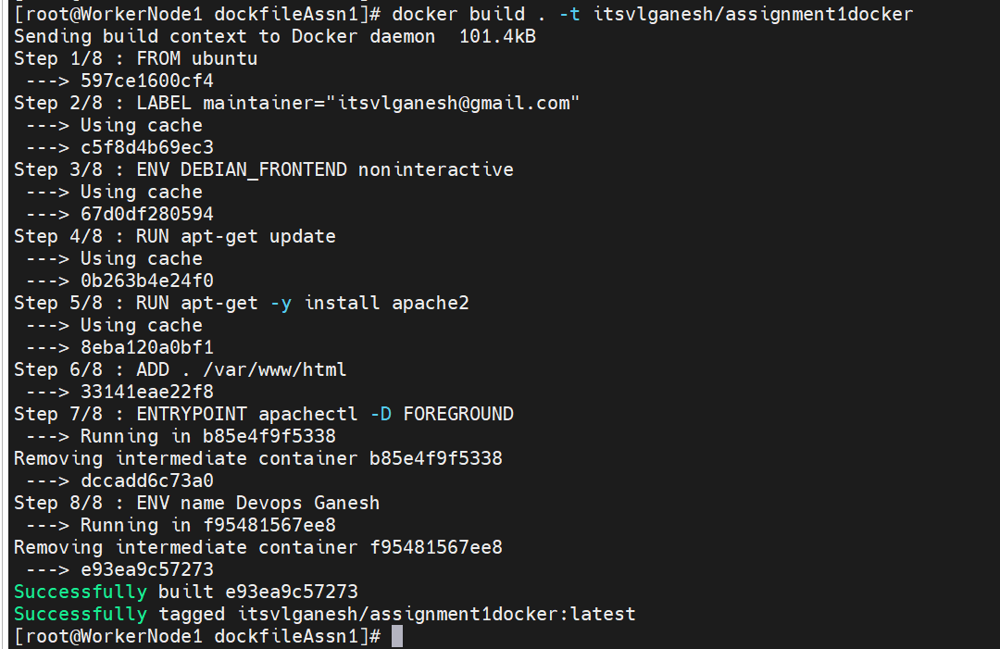 [root@WorkerNode1 dockfileAssn1]# docker build . -t itsvlganesh/assignment1docker
Sending build context to Docker daemon  101.4kB
Step 1/8 : FROM ubuntu
 ---> 597ce1600cf4
Step 2/8 : LABEL maintainer="itsvlganesh@gmail.com"
 ---> Using cache
 ---> c5f8d4b69ec3
Step 3/8 : ENV DEBIAN_FRONTEND noninteractive
 ---> Using cache
 ---> 67d0df280594
Step 4/8 : RUN apt-get update
 ---> Using cache
 ---> 0b263b4e24f0
Step 5/8 : RUN apt-get -y install apache2
 ---> Using cache
 ---> 8eba120a0bf1
Step 6/8 : ADD . /var/www/html
 ---> 33141eae22f8
Step 7/8 : ENTRYPOINT apachectl -D FOREGROUND
 ---> Running in b85e4f9f5338
Removing intermediate container b85e4f9f5338
 ---> dccadd6c73a0
Step 8/8 : ENV name Devops Ganesh
 ---> Running in f95481567ee8
Removing intermediate container f95481567ee8
 ---> e93ea9c57273
Successfully built e93ea9c57273
Successfully tagged itsvlganesh/assignment1docker:latest
[root@WorkerNode1 dockfileAssn1]#